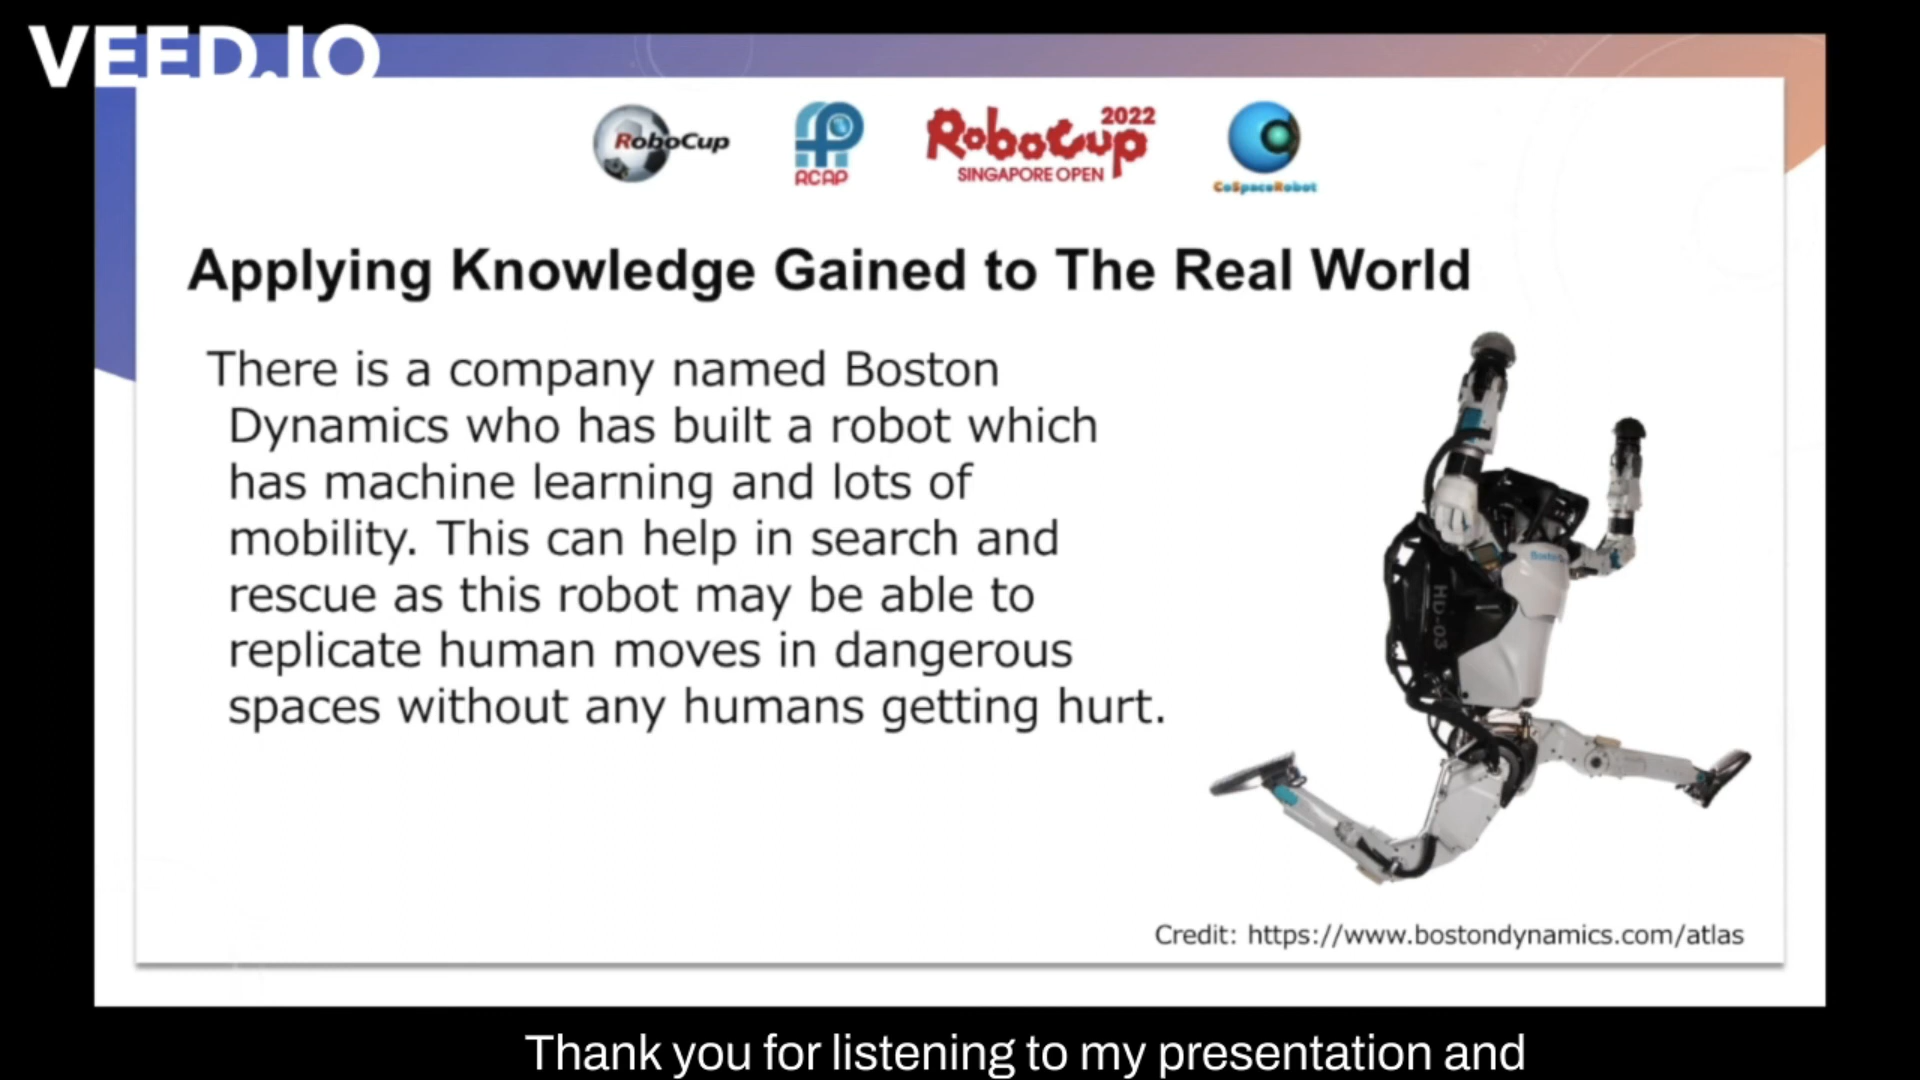 VEED.IO
RoboCup
RCAP
RoboCup 2022
SINGAPORE OPEN
CoSpaceRobot
Applying Knowledge Gained to The Real World
There is a company named Boston
Dynamics who has built a robot which
has machine learning and lots of
mobility. This can help in search and
rescue as this robot may be able to
replicate human moves in dangerous
spaces without any humans getting hurt.
HD-03
Credit: https://www.bostondynamics.com/atlas
Thank you for listening to my presentation and